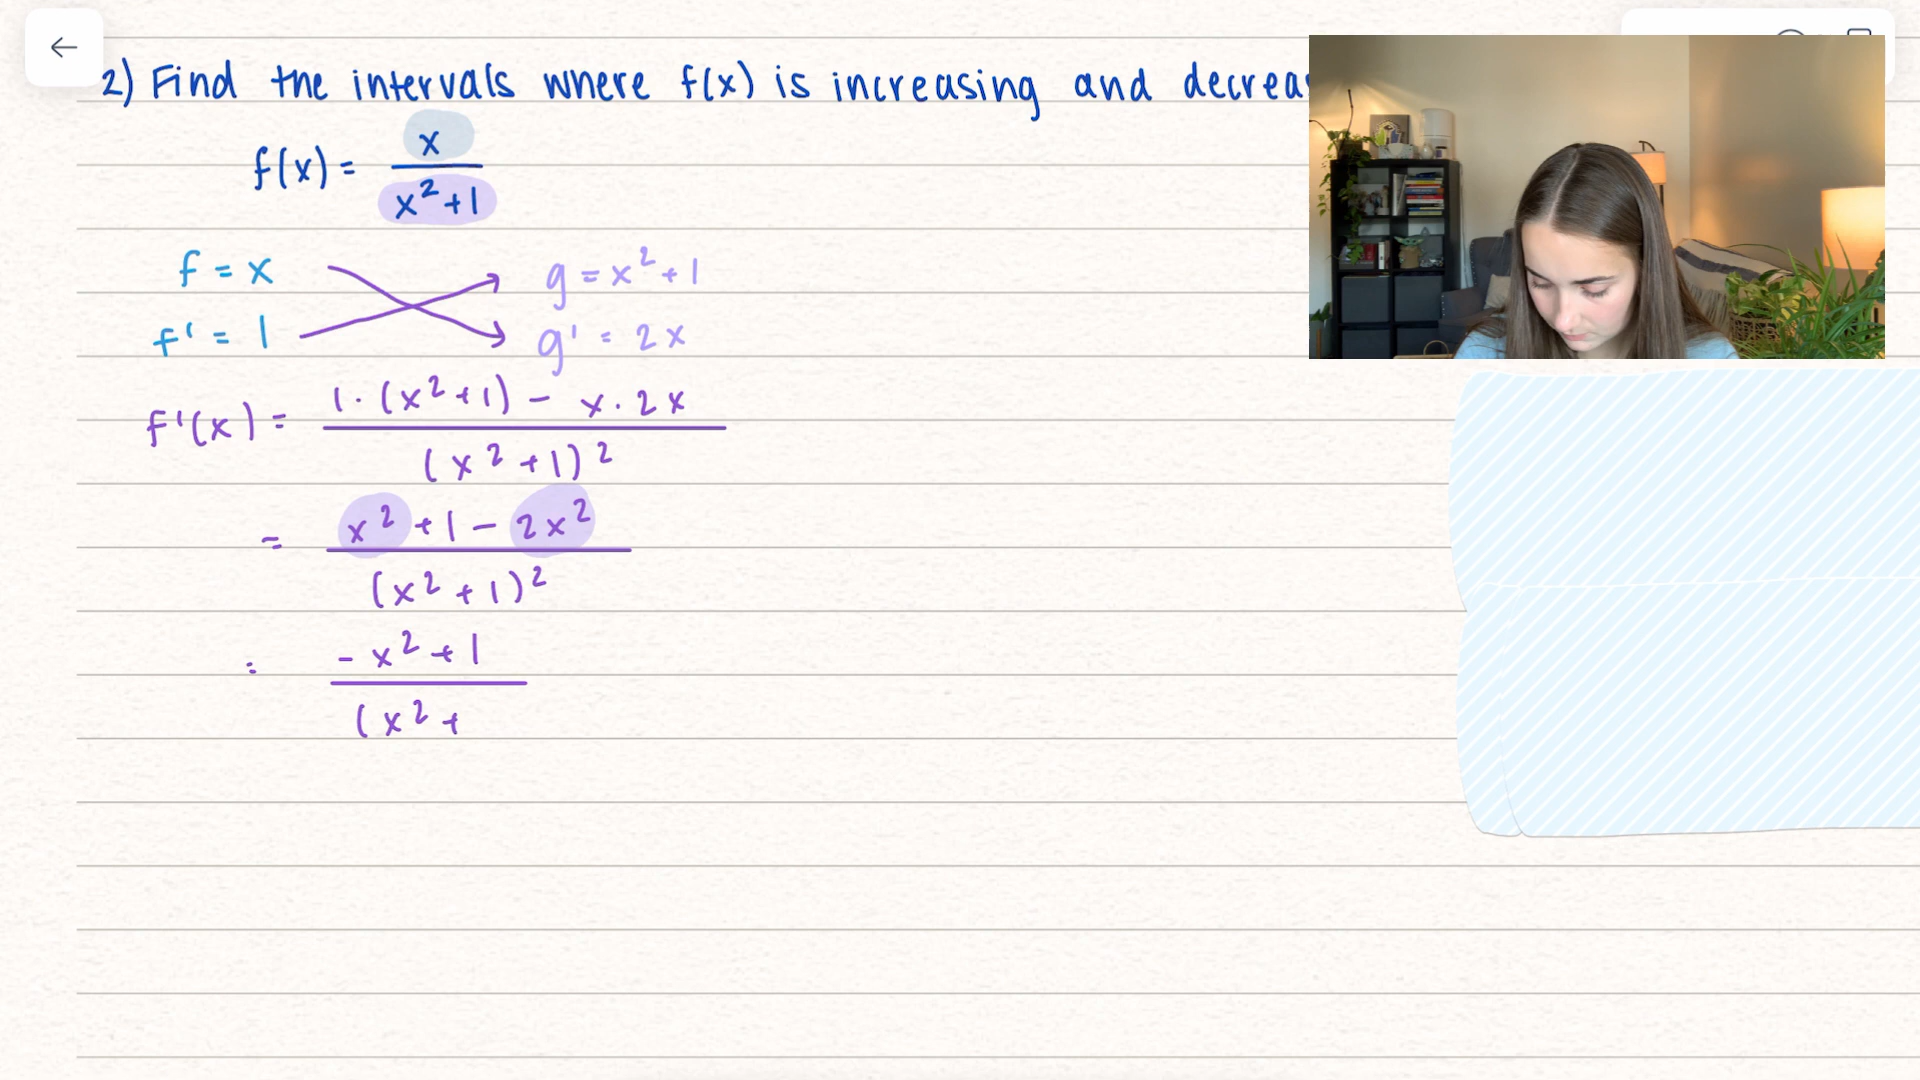 2) Find the intervals where f(x) is increasing and
f(x) = x / x² + 1
f = x g = x² + 1
f' = 1 g' = 2x
f'(x) = 1 · (x² + 1) - x · 2x / (x² + 1)²
= x² + 1 - 2x² / (x² + 1)²
= -x² + 1 / (x² +